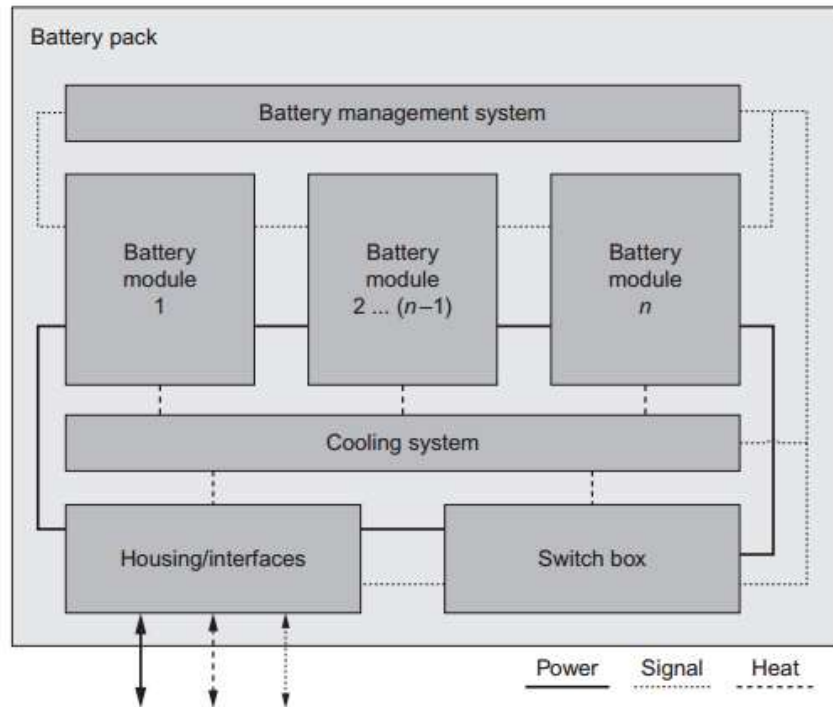 Battery pack
Battery management system
Battery
module
1
Battery
module
2 ... (n–1)
Battery
module
n
Cooling system
Housing/interfaces
Switch box
Power
Signal
Heat